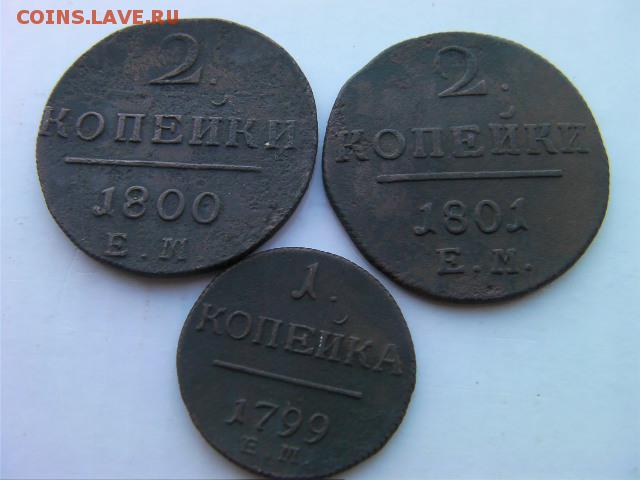 COINS.LAVE.RU
2.
КОПЕЙКИ
1800
Е.М.
2.
КОПЕЙКИ
1801
Е.М.
1.
КОПЕЙКА
1799
Е.М.